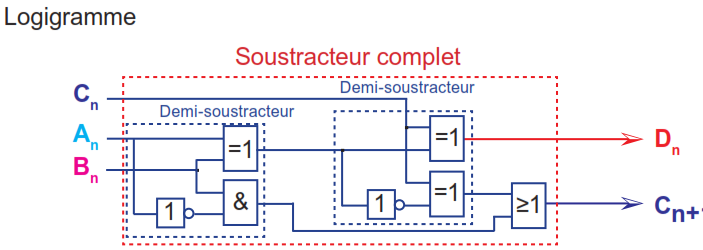 Logigramme
Soustracteur complet
Demi-soustracteur
Demi-soustracteur
Cn
An
Bn
=1
&
1
=1
=1
1
≥1
Dn
Cn+1